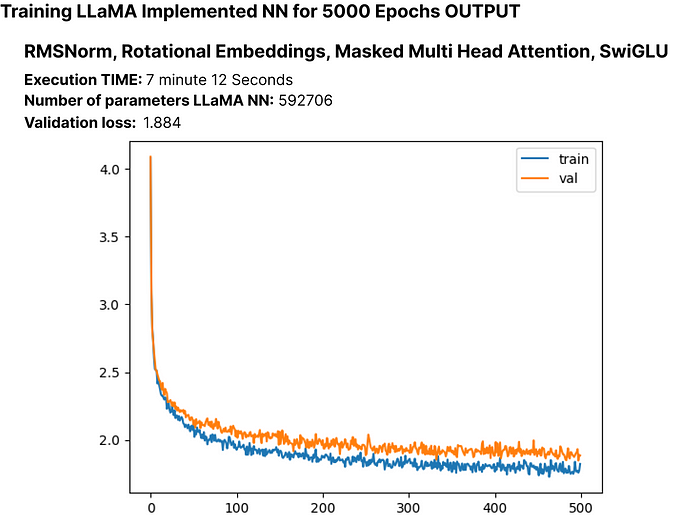 Training LLaMA Implemented NN for 5000 Epochs OUTPUT
RMSNorm, Rotational Embeddings, Masked Multi Head Attention, SwiGLU
Execution TIME: 7 minute 12 Seconds
Number of parameters LLaMA NN: 592706
Validation loss: 1.884
train
val
4.0
3.5
3.0
2.5
2.0
0 100 200 300 400 500